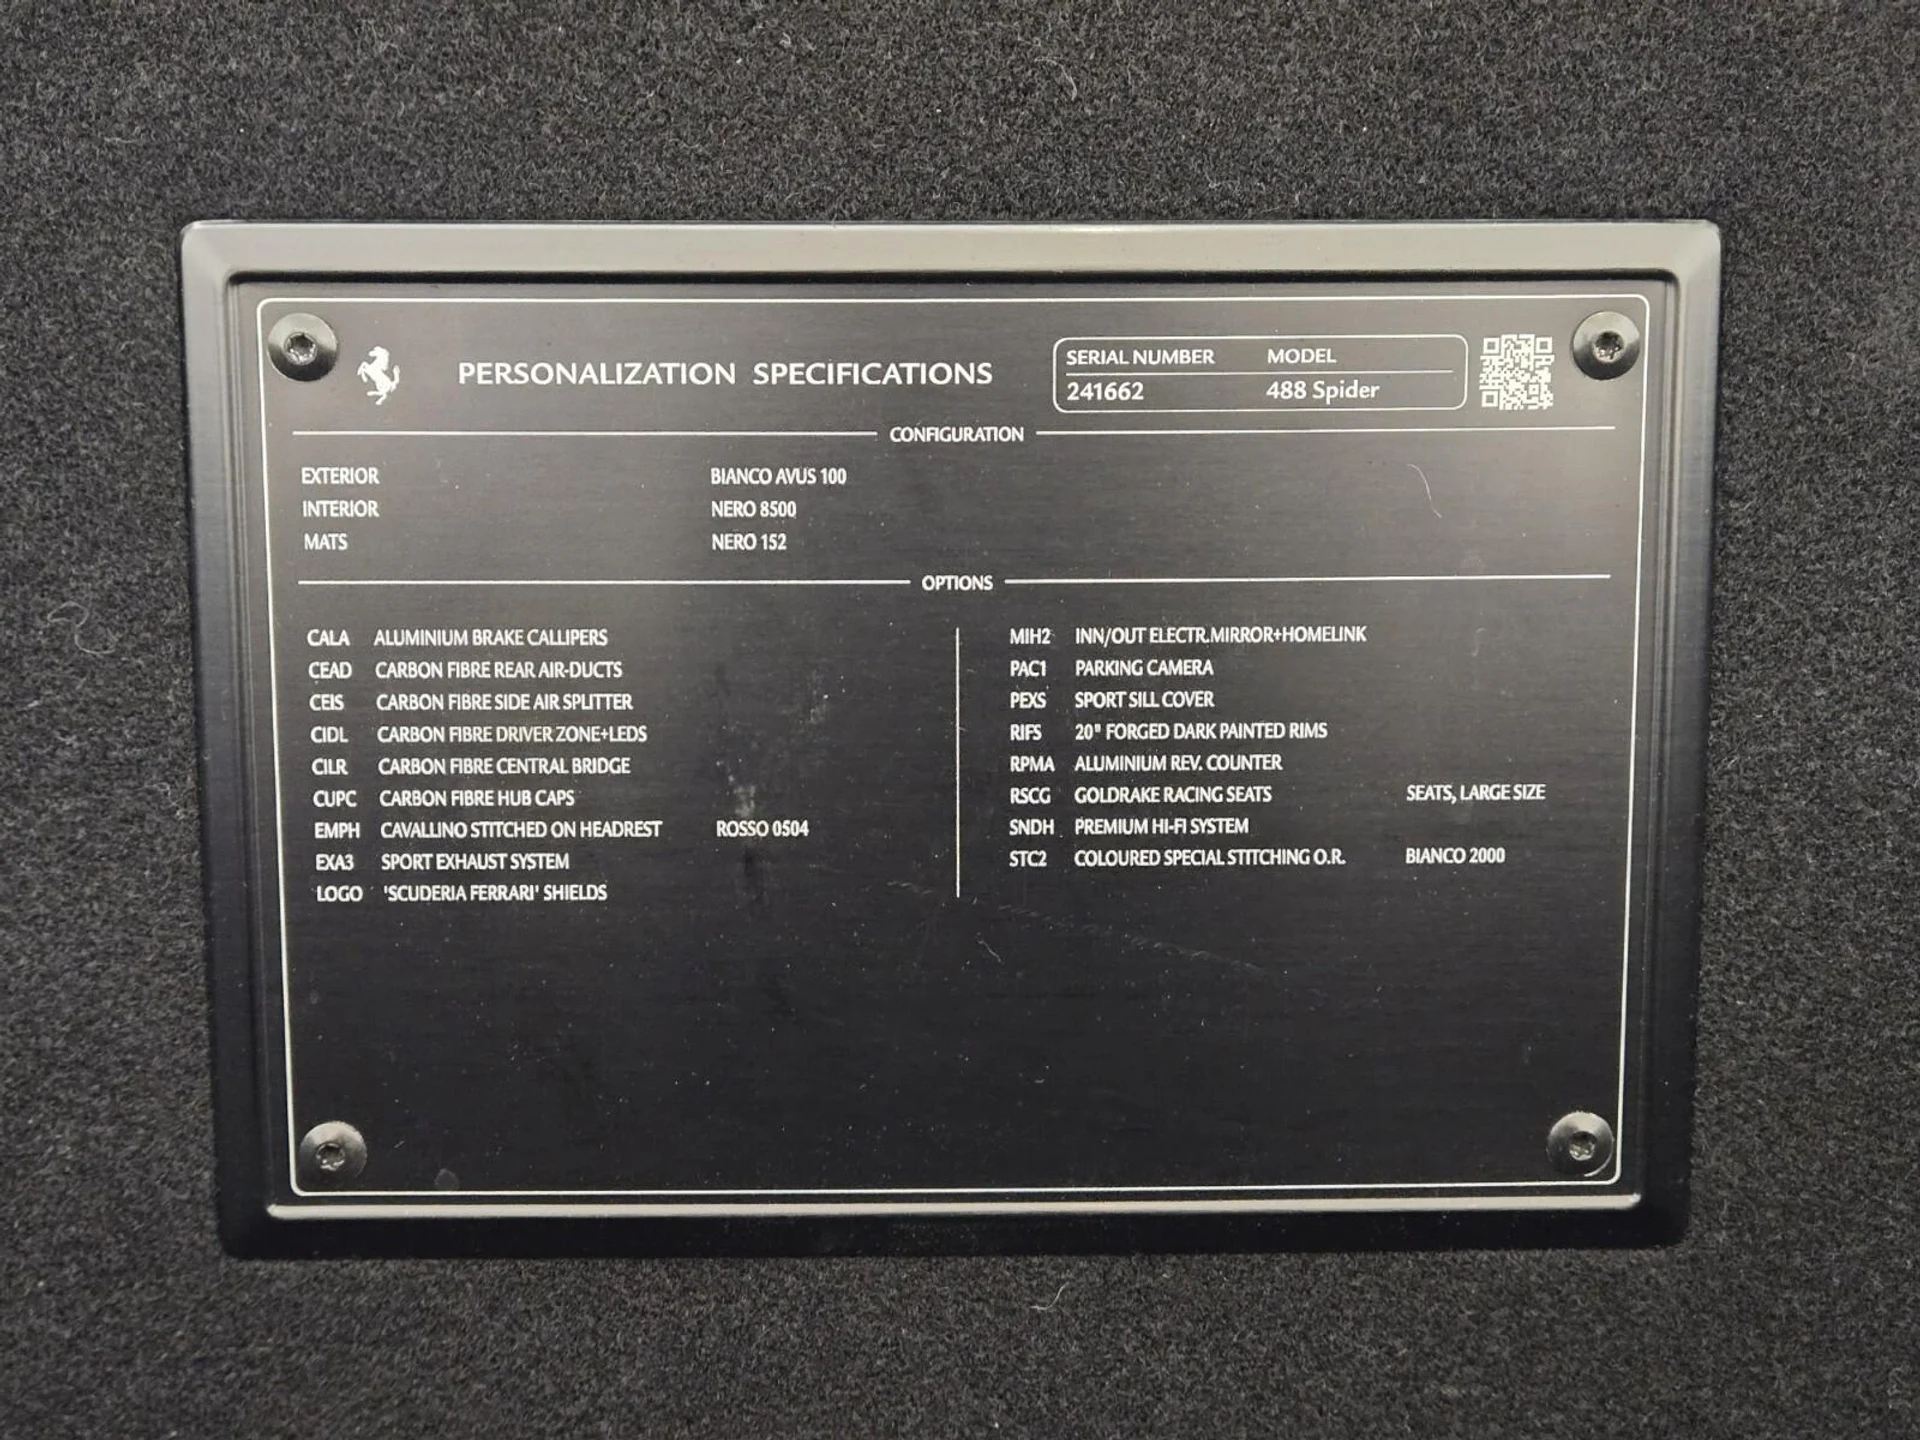 PERSONALIZATION SPECIFICATIONS
SERIAL NUMBER MODEL
241662 488 Spider
CONFIGURATION
EXTERIOR BIANCO AVUS 100
INTERIOR NERO 8500
MATS NERO 152
OPTIONS
CALA ALUMINIUM BRAKE CALLIPERS
CEAD CARBON FIBRE REAR AIR-DUCTS
CEIS CARBON FIBRE SIDE AIR SPLITTER
CIDL CARBON FIBRE DRIVER ZONE+LEDS
CILR CARBON FIBRE CENTRAL BRIDGE
CUPC CARBON FIBRE HUB CAPS
EMPH CAVALLINO STITCHED ON HEADREST ROSSO 0504
EXA3 SPORT EXHAUST SYSTEM
LOGO 'SCUDERIA FERRARI' SHIELDS
MIH2 INN/OUT ELECTR.MIRROR+HOMELINK
PAC1 PARKING CAMERA
PEXS SPORT SILL COVER
RIFS 20" FORGED DARK PAINTED RIMS
RPMA ALUMINIUM REV. COUNTER
RSCG GOLDRAKE RACING SEATS SEATS, LARGE SIZE
SNDH PREMIUM HI-FI SYSTEM
STC2 COLOURED SPECIAL STITCHING O.R. BIANCO 2000